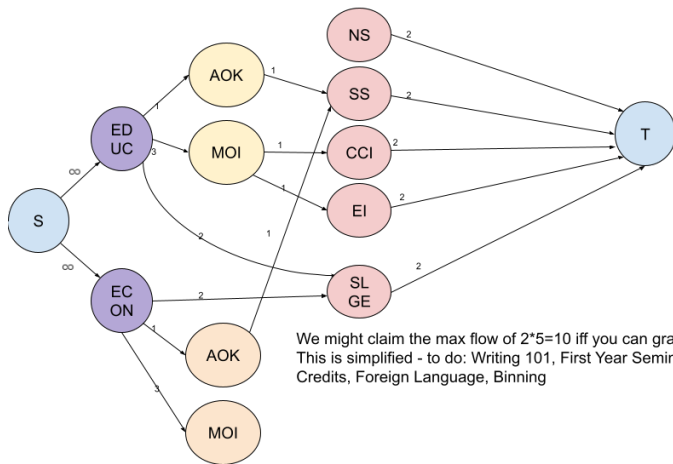 NS
2
AOK
1
SS
2
ED
UC
1
3
MOI
1
CCI
2
T
∞
1
EI
2
S
2
1
∞
SL
GE
2
EC
ON
2
1
AOK
3
MOI
We might claim the max flow of 2*5=10 iff you can
This is simplified - to do: Writing 101, First Year
Credits, Foreign Language, Binning